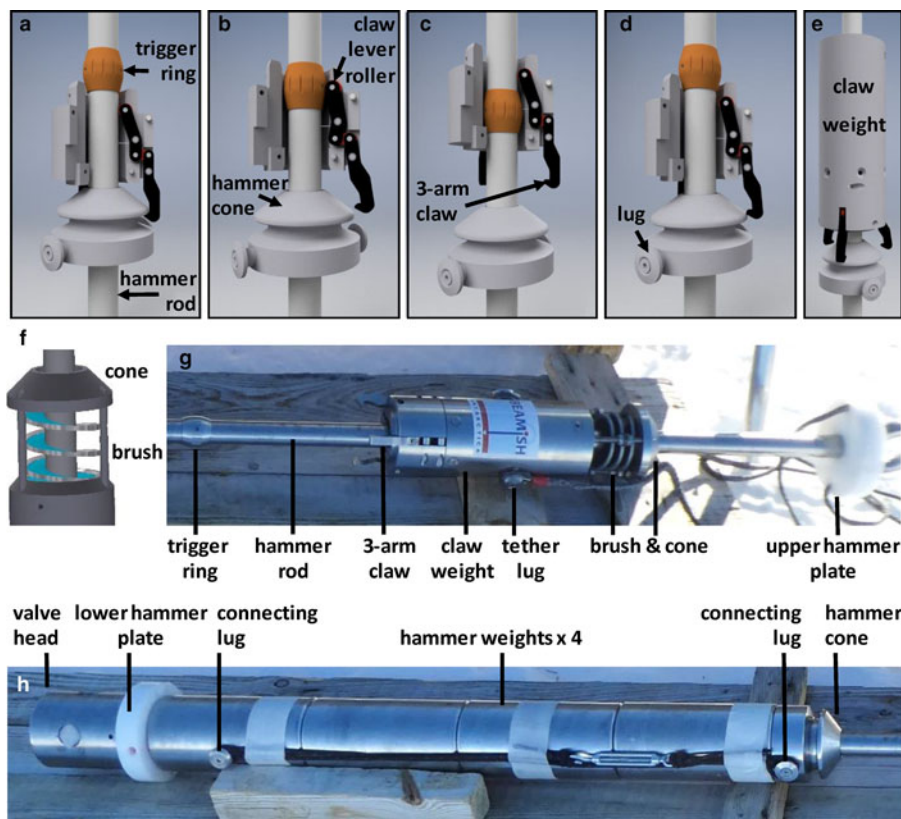 a
trigger
ring
hammer
rod
b
claw
lever
roller
hammer
cone
c
3-arm
claw
d
lug
e
claw
weight
f
cone
brush
g
BEAMISH
trigger
ring
hammer
rod
3-arm
claw
claw
weight
tether
lug
brush & cone
upper hammer
plate
valve
head
lower hammer
plate
connecting
lug
hammer weights x 4
connecting
lug
hammer
cone
h